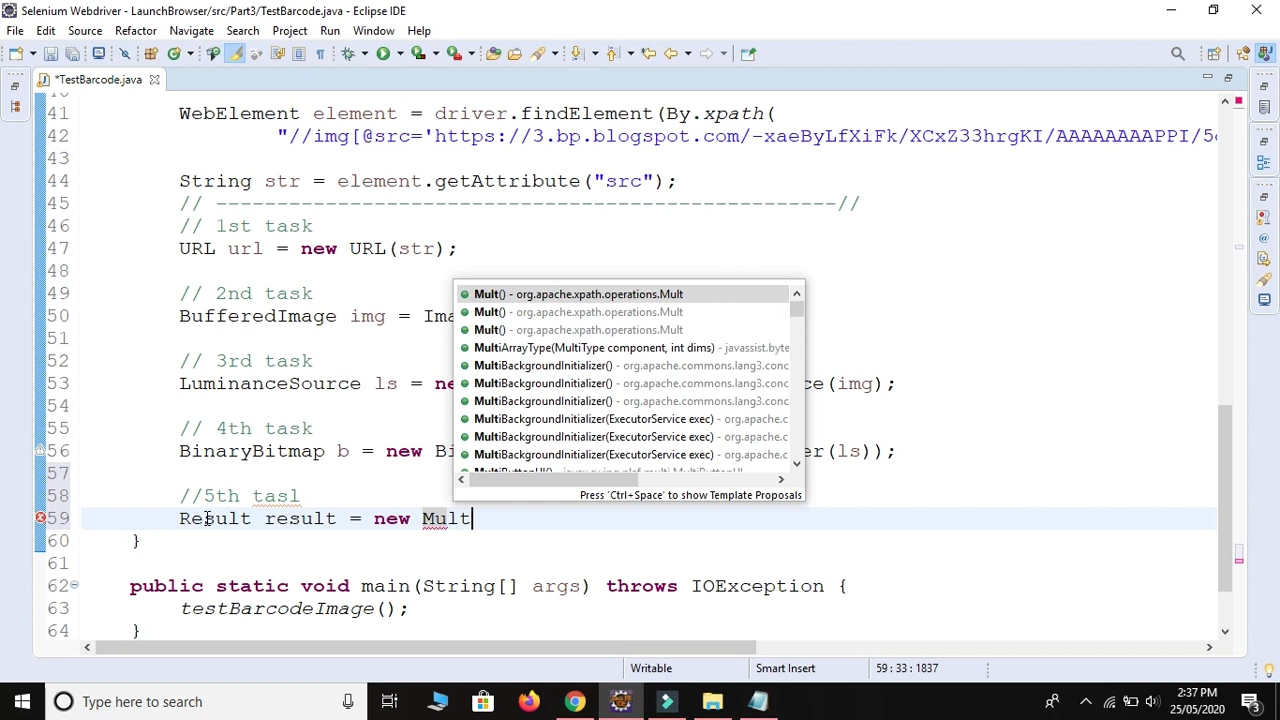 Selenium Webdriver - LaunchBrowser/src/Part3/TestBarcode.java - Eclipse IDE
File Edit Source Refactor Navigate Search Project Run Window Help
*TestBarcode.java
41 WebElement element = driver.findElement(By.xpath(
42 "//img[@src='https://3.bp.blogspot.com/-xaeByLfXiFk/XCxZ33hrgKI/AAAAAAAAPPI/5
43
44 String str = element.getAttribute("src");
45 // ---------------------------------------------------//
46 // 1st task
47 URL url = new URL(str);
48
49 // 2nd task
50 BufferedImage img = Ima
51
52 // 3rd task
53 LuminanceSource ls = ne ce(img);
54
55 // 4th task
56 BinaryBitmap b = new Bi er(ls));
57
58 //5th tasl
59 Result result = new Mult
60 }
61
62 public static void main(String[] args) throws IOException {
63 testBarcodeImage();
64 }
Mult() - org.apache.xpath.operations.Mult
Mult() - org.apache.xpath.operations.Mult
Mult() - org.apache.xpath.operations.Mult
MultiArrayType(MultiType component, int dims) - javassist.byte
MultiBackgroundInitializer() - org.apache.commons.lang3.conc
MultiBackgroundInitializer() - org.apache.commons.lang3.conc
MultiBackgroundInitializer() - org.apache.commons.lang3.conc
MultiBackgroundInitializer(ExecutorService exec) - org.apache.c
MultiBackgroundInitializer(ExecutorService exec) - org.apache.c
MultiBackgroundInitializer(ExecutorService exec) - org.apache.c
MultiButtonUI() - javax.swing.plaf.multi.MultiButtonUI
Press 'Ctrl+Space' to show Template Proposals
Writable Smart Insert 59 : 33 : 1837
Type here to search
2:37 PM
25/05/2020
3